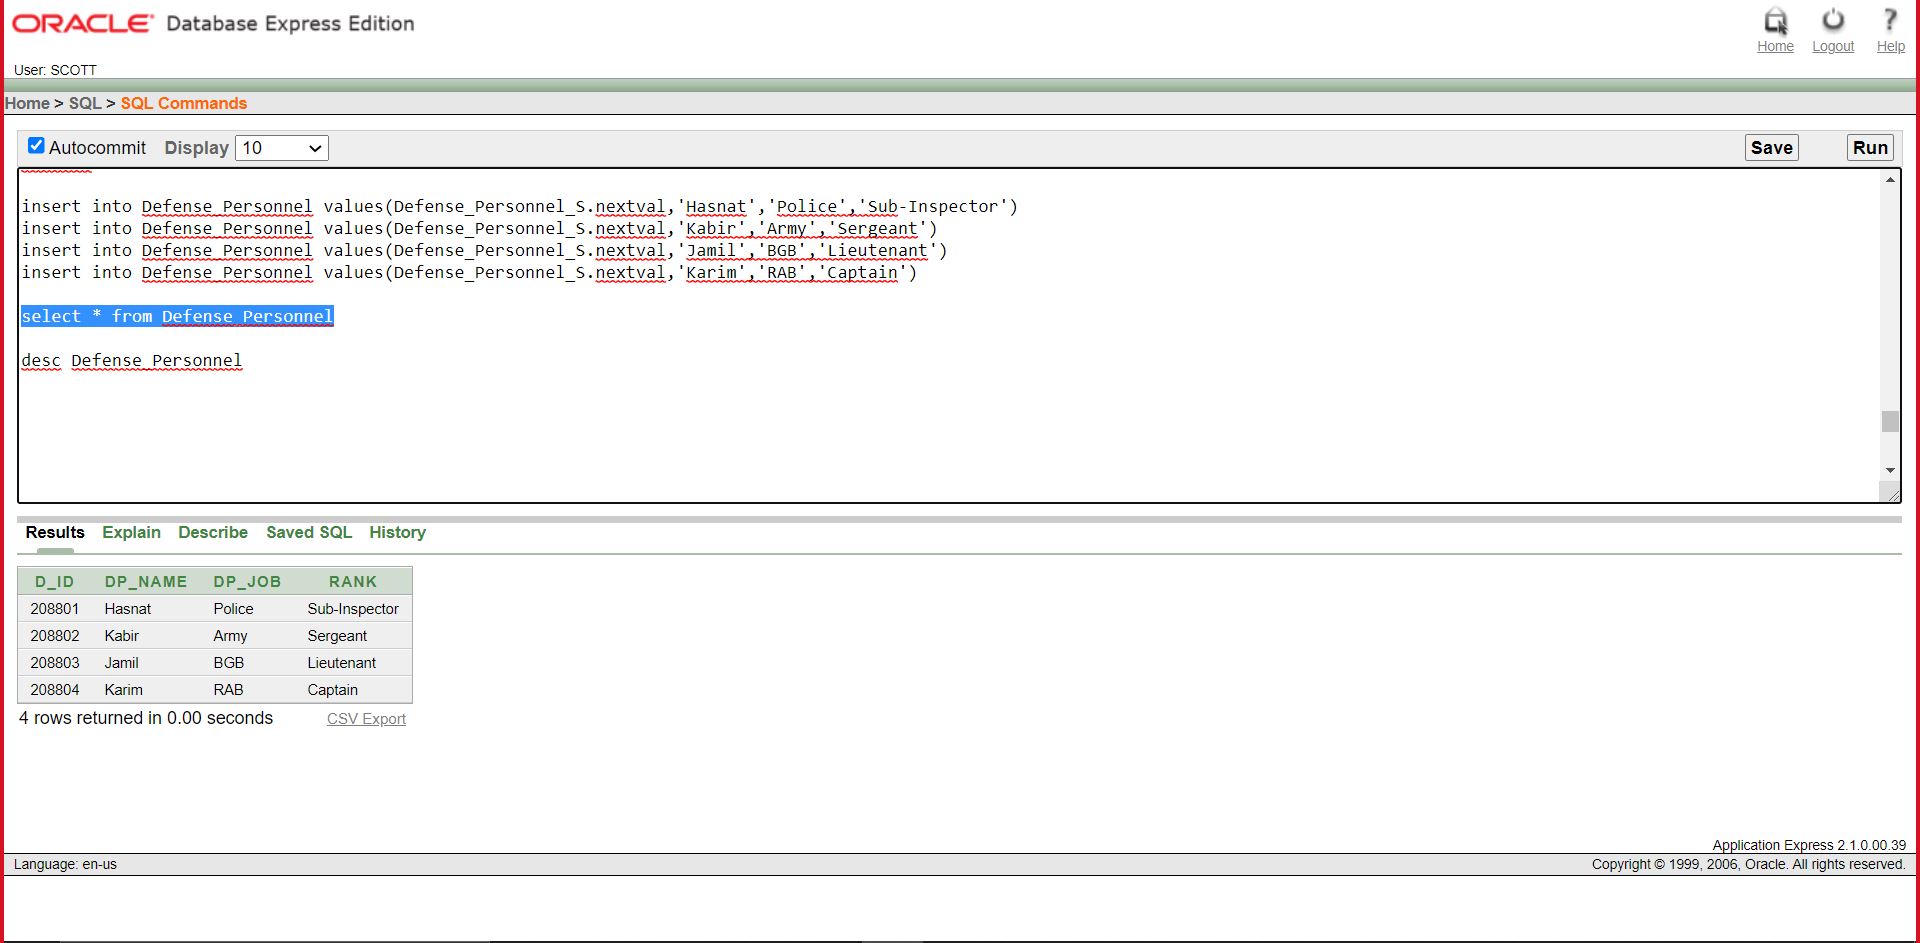 ORACLE Database Express Edition
Home Logout Help
User: SCOTT
Home > SQL > SQL Commands
Autocommit Display 10 Save Run
insert into Defense_Personnel values(Defense_Personnel_S.nextval,'Hasnat','Police','Sub-Inspector')
insert into Defense_Personnel values(Defense_Personnel_S.nextval,'Kabir','Army','Sergeant')
insert into Defense_Personnel values(Defense_Personnel_S.nextval,'Jamil','BGB','Lieutenant')
insert into Defense_Personnel values(Defense_Personnel_S.nextval,'Karim','RAB','Captain')
select * from Defense_Personnel
desc Defense_Personnel
Results Explain Describe Saved SQL History
D_ID DP_NAME DP_JOB RANK
208801 Hasnat Police Sub-Inspector
208802 Kabir Army Sergeant
208803 Jamil BGB Lieutenant
208804 Karim RAB Captain
4 rows returned in 0.00 seconds CSV Export
Application Express 2.1.0.00.39
Language: en-us Copyright © 1999, 2006, Oracle. All rights reserved.